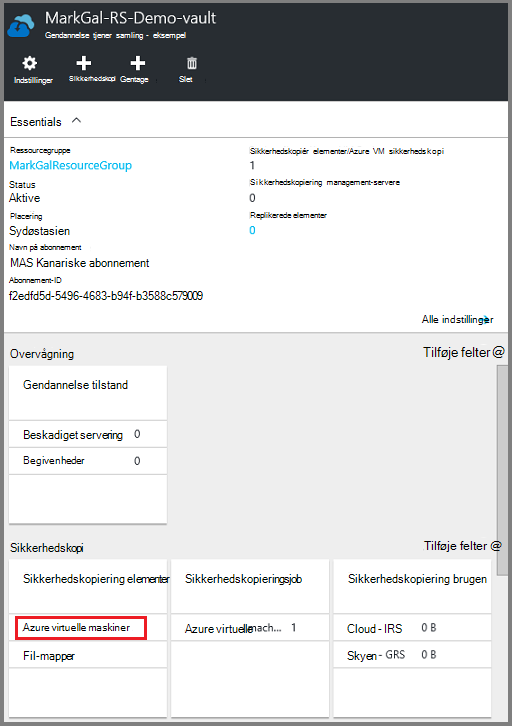 MarkGal-RS-Demo-vault
Gendannelse tjener samling - eksempel
Indstillinger
Sikkerhedskopi
Gentage
Slet
Essentials
Ressourcegruppe
MarkGalResourceGroup
Status
Aktive
Placering
Sydøstasien
Navn på abonnement
MAS Kanariske abonnement
Abonnement-ID
f2edfd5d-5496-4683-b94f-b3588c579009
Sikkerhedskopiér elementer/Azure VM sikkerhedskopi
1
Sikkerhedskopiering management-servere
0
Replikerede elementer
0
Alle indstillinger
Overvågning
Tilføje felter @
Gendannelse tilstand
Beskadiget servering 0
Begivenheder 0
Sikkerhedskopi
Tilføje felter @
Sikkerhedskopiering elementer
Azure virtuelle maskiner
Fil-mapper
Sikkerhedskopieringsjob
Azure virtuelle mach... 1
Sikkerhedskopiering brugen
Cloud - IRS 0 B
Skyen - GRS 0 B